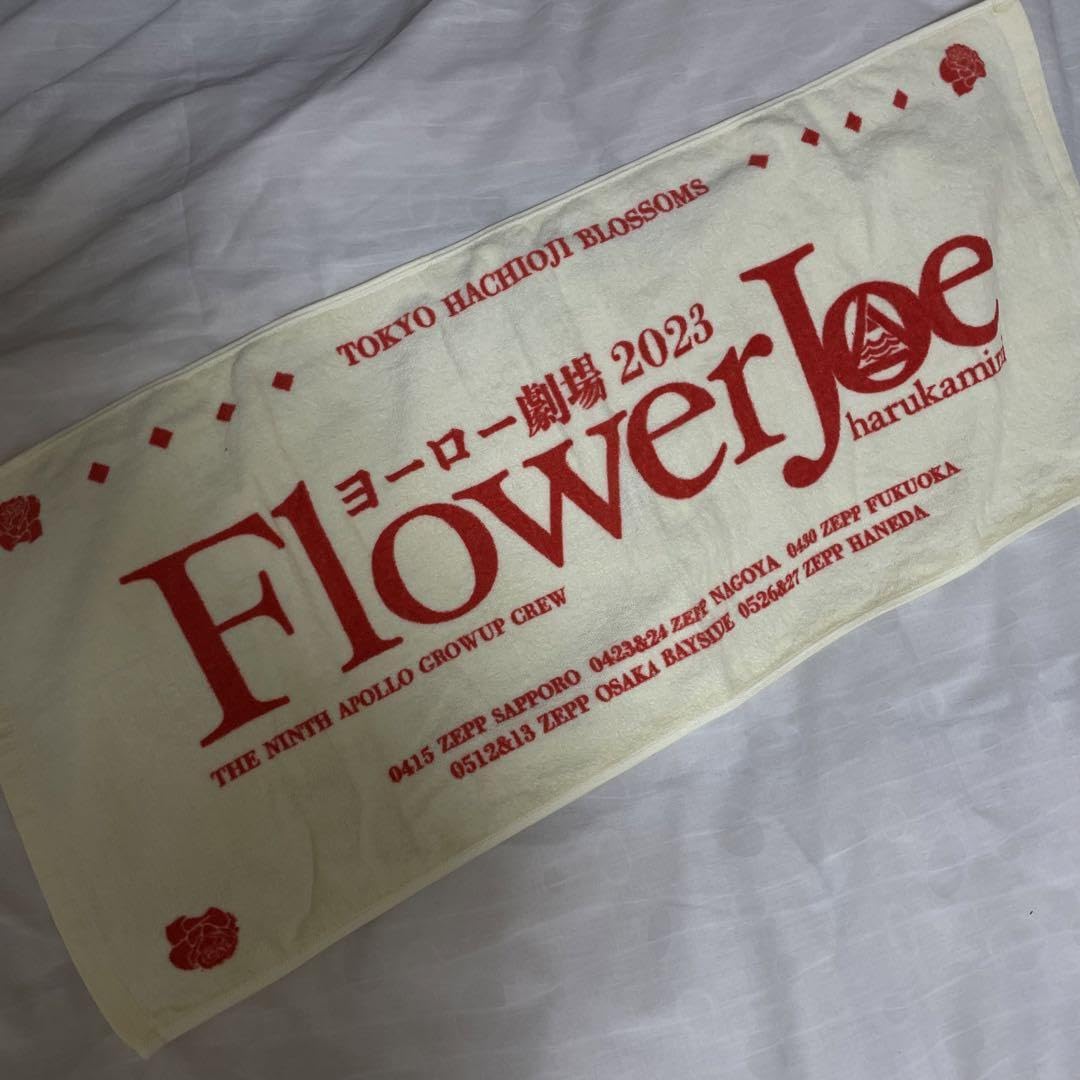 TOKYO HACHIOJI BLOSSOMS
ヨーロー劇場 2023
FlowerJoe
harukamirai
THE NINTH APOLLO GROWUP CREW
0415 ZEPP SAPPORO 0423&24 ZEPP NAGOYA 0430 ZEPP FUKUOKA
0512&13 ZEPP OSAKA BAYSIDE 0526&27 ZEPP HANEDA